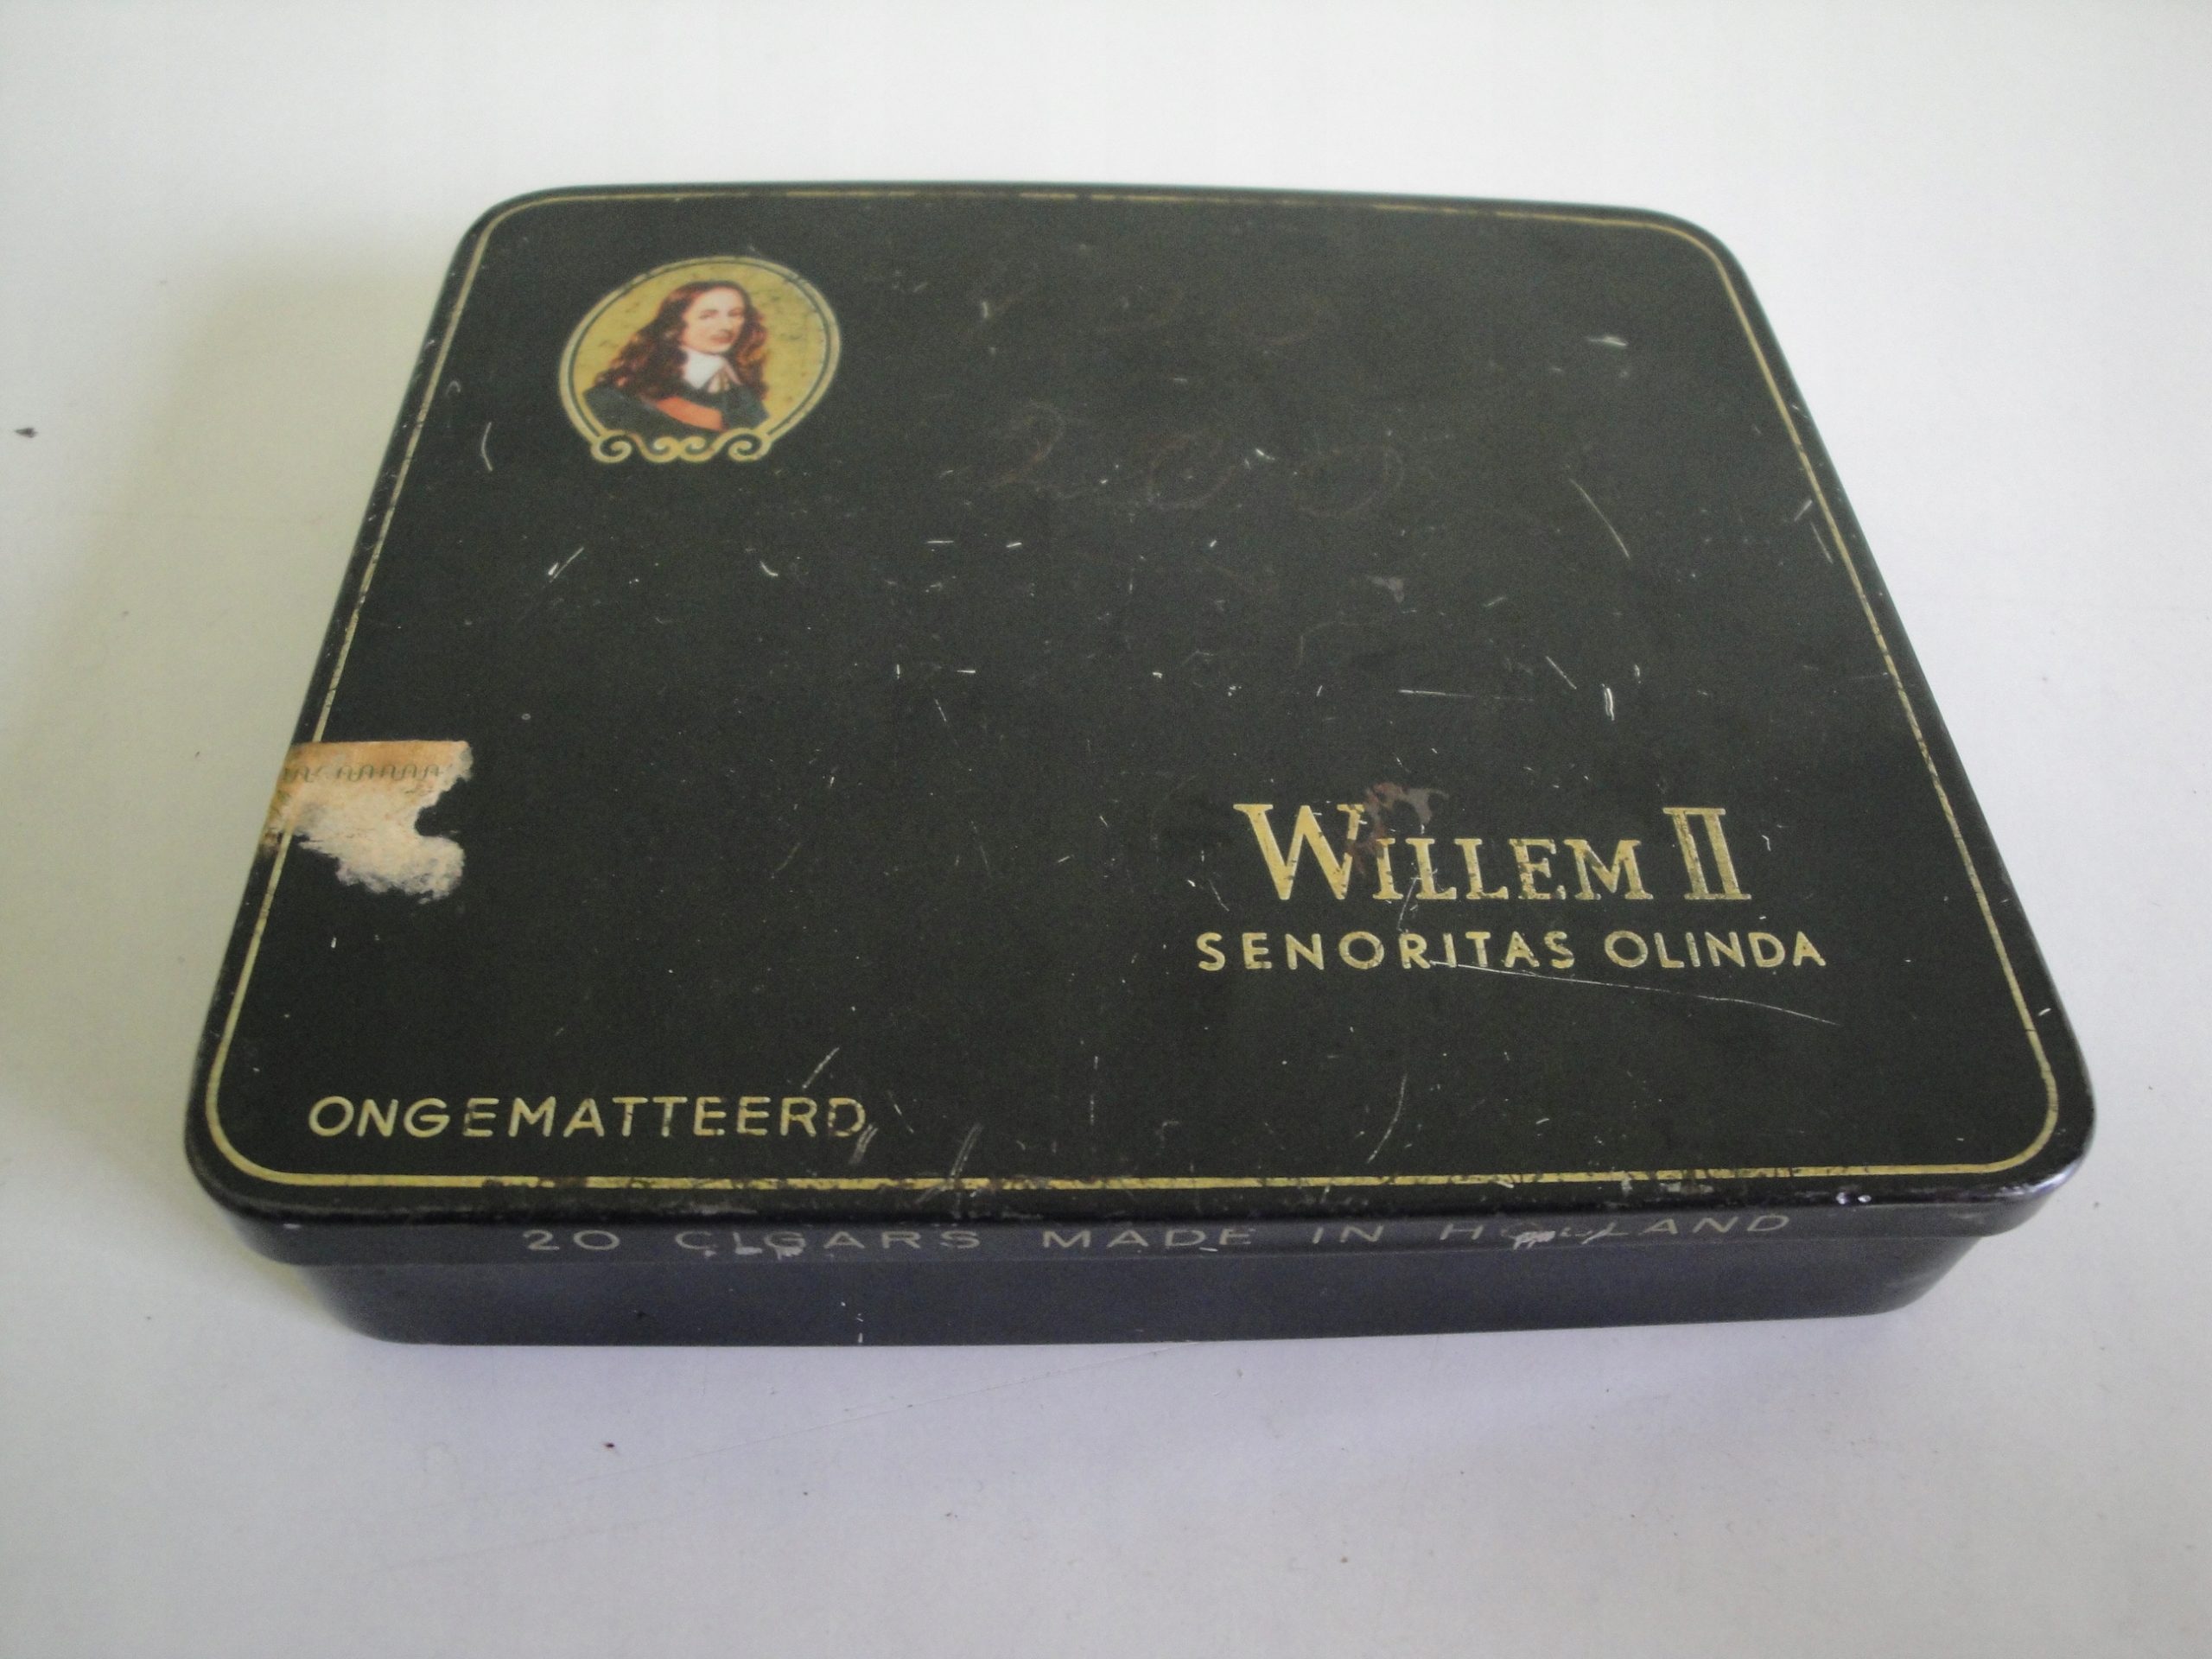 WILLEM II
SENORITAS OLINDA
ONGEMATTEERD
20 CIGARS MADE IN HOLLAND